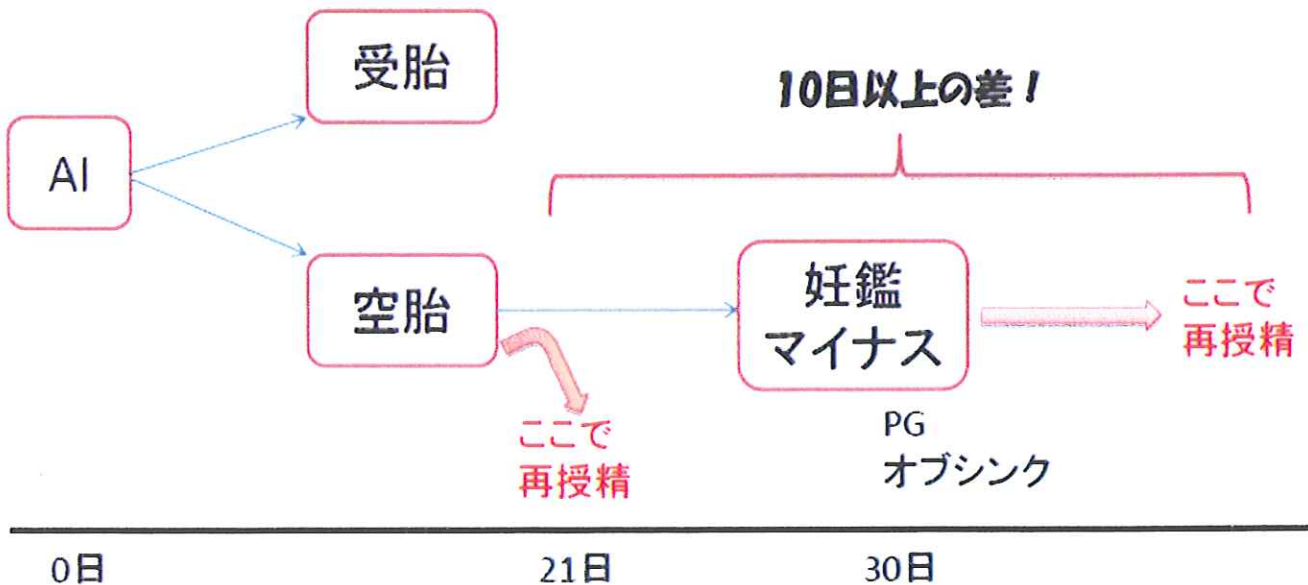 受胎
10日以上の差!
AI
空胎
妊鑑
マイナス
ここで
再授精
ここで
再授精
PG
オブシンク
0日
21日
30日